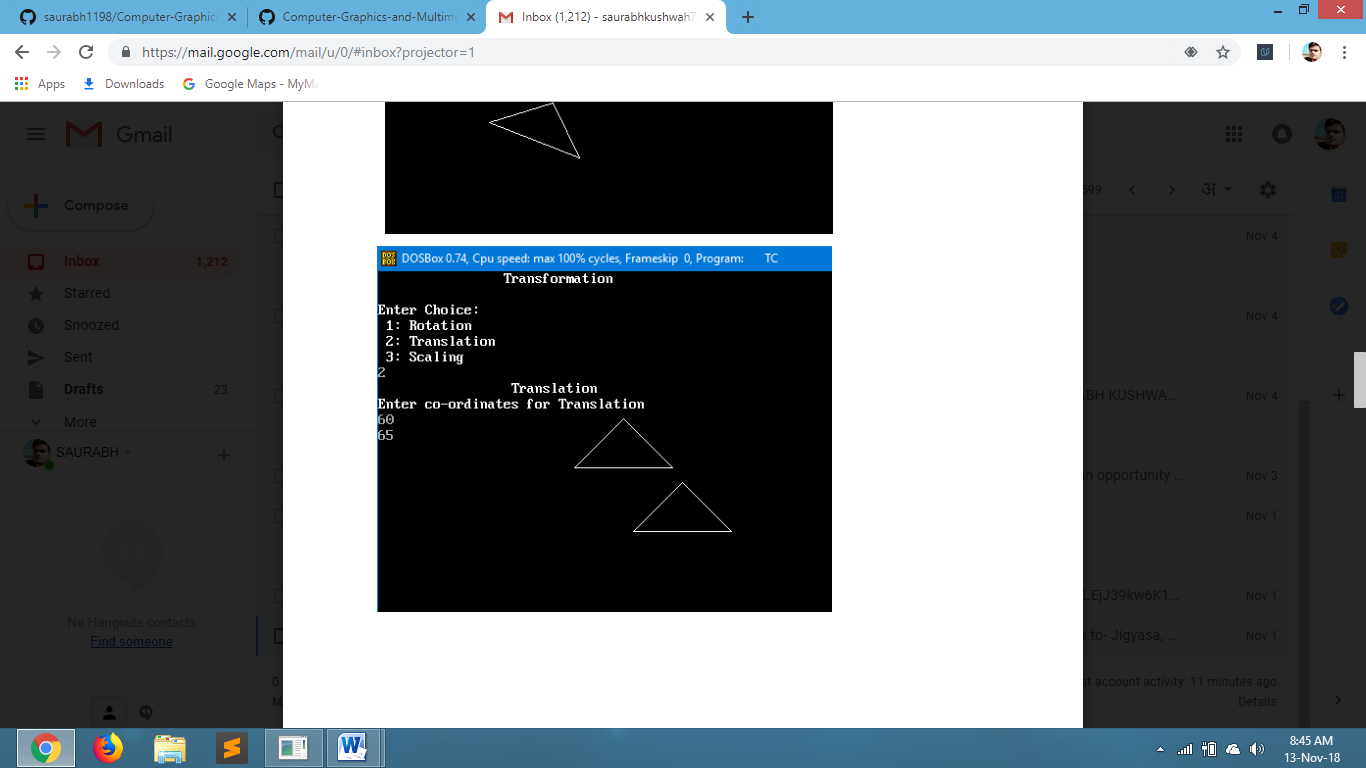 saurabh1198/Computer-Graphics
Computer-Graphics-and-Multime
Inbox (1,212) - saurabhkushwah7
https://mail.google.com/mail/u/0/#inbox?projector=1
Apps
Downloads
Google Maps - MyMa
Gmail
699
अ
Compose
Inbox 1,212
Starred
Snoozed
Sent
Drafts 23
More
SAURABH
No Hangouts contacts
Find someone
DOSBox 0.74, Cpu speed: max 100% cycles, Frameskip 0, Program: TC
Transformation
Enter Choice:
1: Rotation
2: Translation
3: Scaling
2
Translation
Enter co-ordinates for Translation
60
65
Nov 4
Nov 4
BH KUSHWA... Nov 4
n opportunity ... Nov 3
Nov 1
LEjJ39kw6K1... Nov 1
s to- Jigyasa, ... Nov 1
st account activity: 11 minutes ago
Details
8:45 AM
13-Nov-18